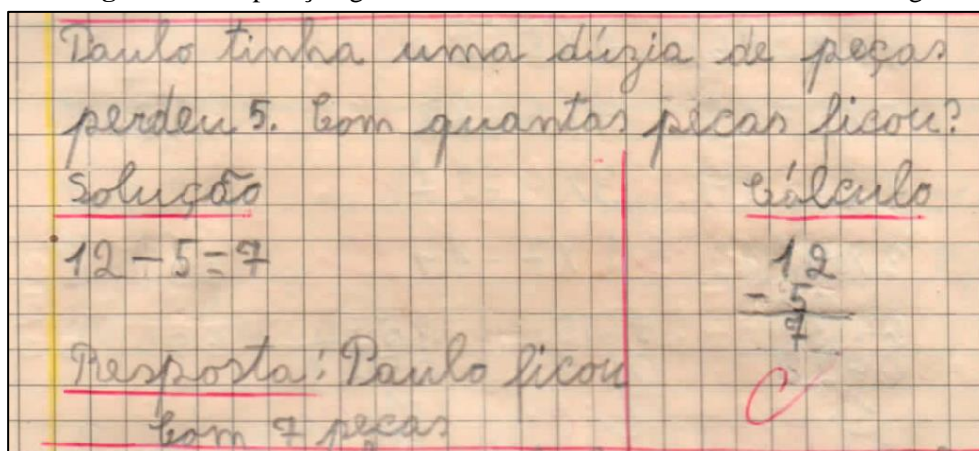 Paulo tinha uma dúzia de peças
perdeu 5. Com quantas peças ficou?
Solução
Cálculo
12 - 5 = 7
12
- 5
7
Resposta: Paulo ficou
C
com 7 peças